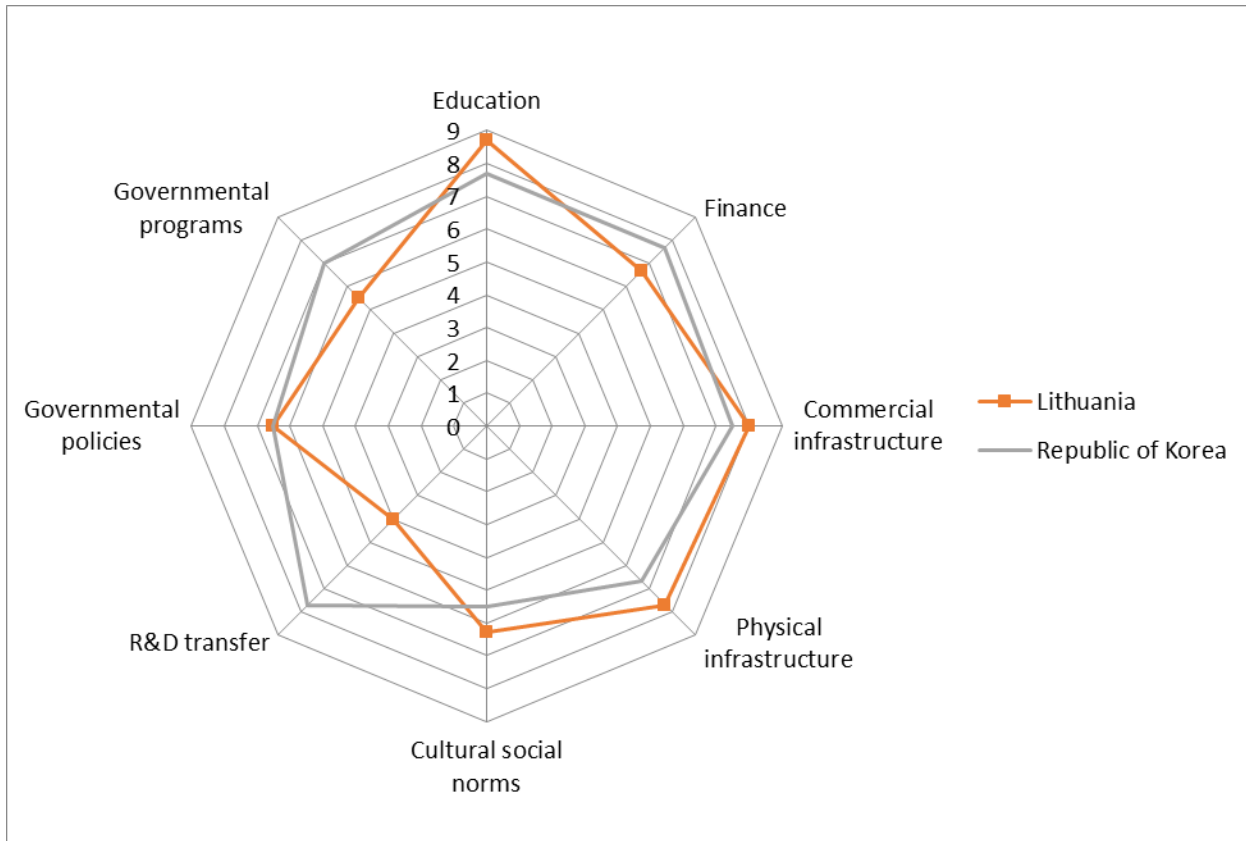 Education
9
8
7
6
5
4
3
2
1
0
Finance
Commercial
infrastructure
Physical
infrastructure
Cultural social
norms
R&D transfer
Governmental
policies
Governmental
programs
Lithuania
Republic of Korea